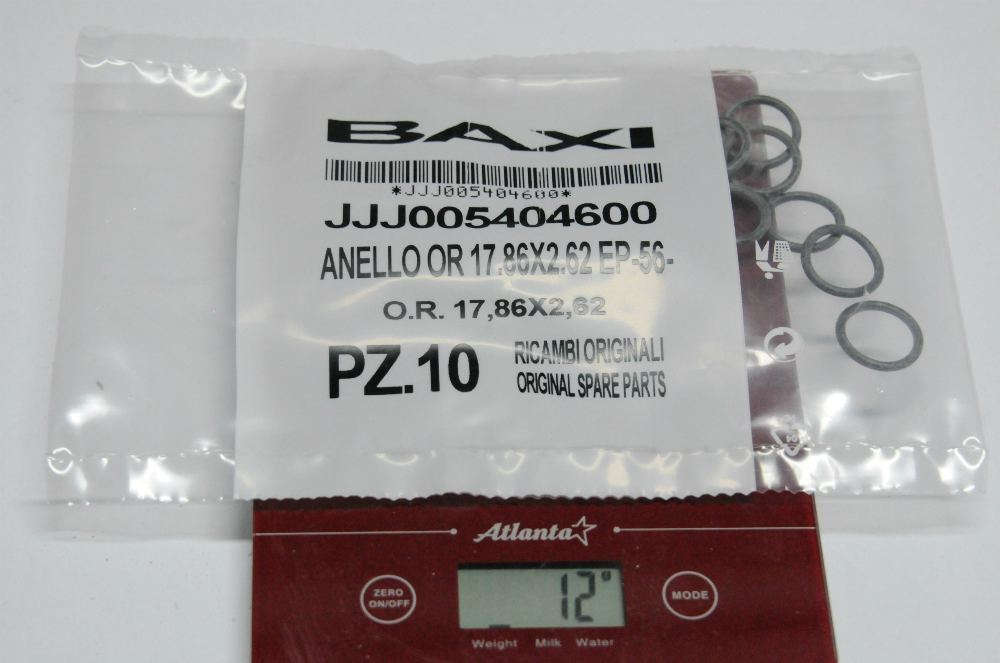 BAXI
*JJJ005404600*
JJJ005404600
ANELLO OR 17.86X2.62 EP-56-
O.R. 17,86X2,62
PZ.10
RICAMBI ORIGINALI
ORIGINAL SPARE PARTS
Atlanta
ZERO
ON/OFF
12g
MODE
Weight Milk Water